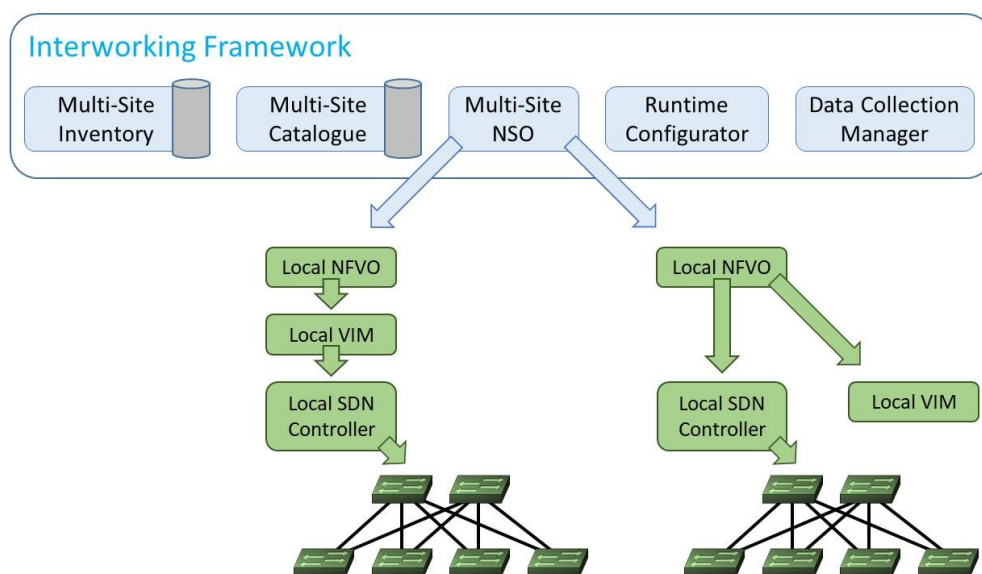 Interworking Framework
Multi-Site
Inventory
Multi-Site
Catalogue
Multi-Site
NSO
Runtime
Configurator
Data Collection
Manager
Local NFVO
Local NFVO
Local VIM
Local SDN
Controller
Local SDN
Controller
Local VIM